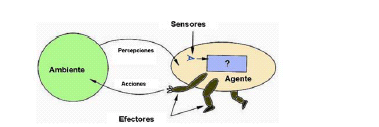 Sensores
Percepciones
?
Ambiente
Agente
Acciones
Efectores